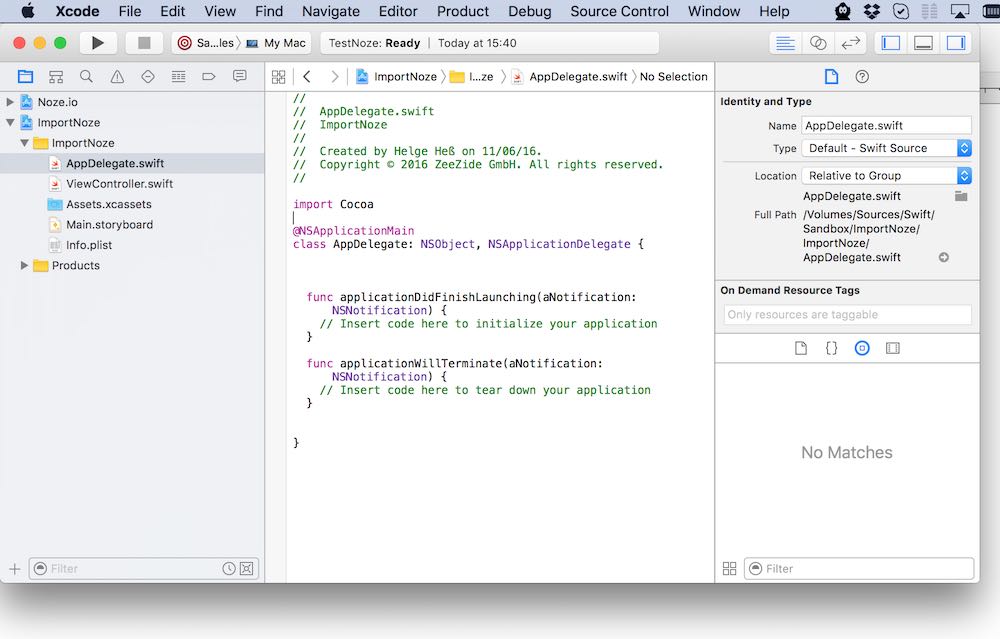 Xcode File Edit View Find Navigate Editor Product Debug Source Control Window Help
Sa...les My Mac
TestNoze: Ready | Today at 15:40
ImportNoze I...ze AppDelegate.swift No Selection
Noze.io
ImportNoze
ImportNoze
AppDelegate.swift
ViewController.swift
Assets.xcassets
Main.storyboard
Info.plist
Products
Filter
//
// AppDelegate.swift
// ImportNoze
//
// Created by Helge Heß on 11/06/16.
// Copyright © 2016 ZeeZide GmbH. All rights reserved.
//
import Cocoa
@NSApplicationMain
class AppDelegate: NSObject, NSApplicationDelegate {
func applicationDidFinishLaunching(aNotification:
NSNotification) {
// Insert code here to initialize your application
}
func applicationWillTerminate(aNotification:
NSNotification) {
// Insert code here to tear down your application
}
}
Identity and Type
Name AppDelegate.swift
Type Default - Swift Source
Location Relative to Group
AppDelegate.swift
Full Path /Volumes/Sources/Swift/
Sandbox/ImportNoze/
ImportNoze/
AppDelegate.swift
On Demand Resource Tags
Only resources are taggable
{}
No Matches
Filter